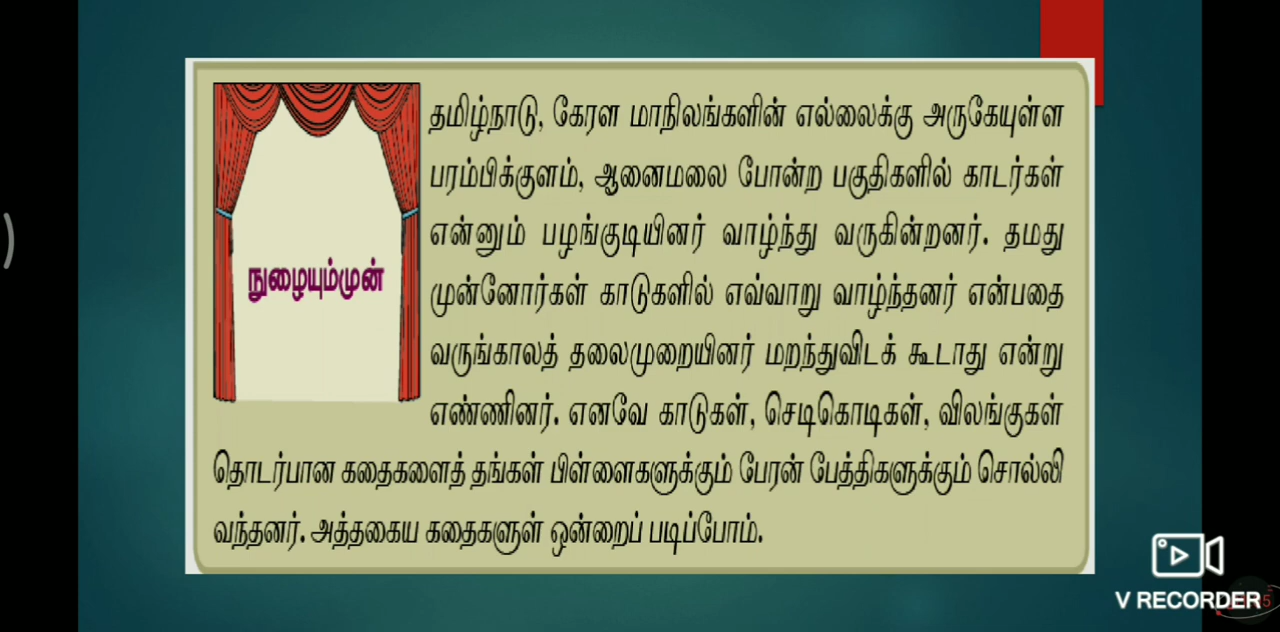 தமிழ்நாடு, கேரள மாநிலங்களின் எல்லைக்கு அருகேயுள்ள
பரம்பிக்குளம், ஆனைமலை போன்ற பகுதிகளில் காடர்கள்
என்னும் பழங்குடியினர் வாழ்ந்து வருகின்றனர். தமது
நுழையும்முன்
முன்னோர்கள் காடுகளில் எவ்வாறு வாழ்ந்தனர் என்பதை
வருங்காலத் தலைமுறையினர் மறந்துவிடக் கூடாது என்று
எண்ணினர். எனவே காடுகள், செடிகொடிகள், விலங்குகள்
தொடர்பான கதைகளைத் தங்கள் பிள்ளைகளுக்கும் பேரன் பேத்திகளுக்கும் சொல்லி
வந்தனர். அத்தகைய கதைகளுள் ஒன்றைப் படிப்போம்.
V RECORDER